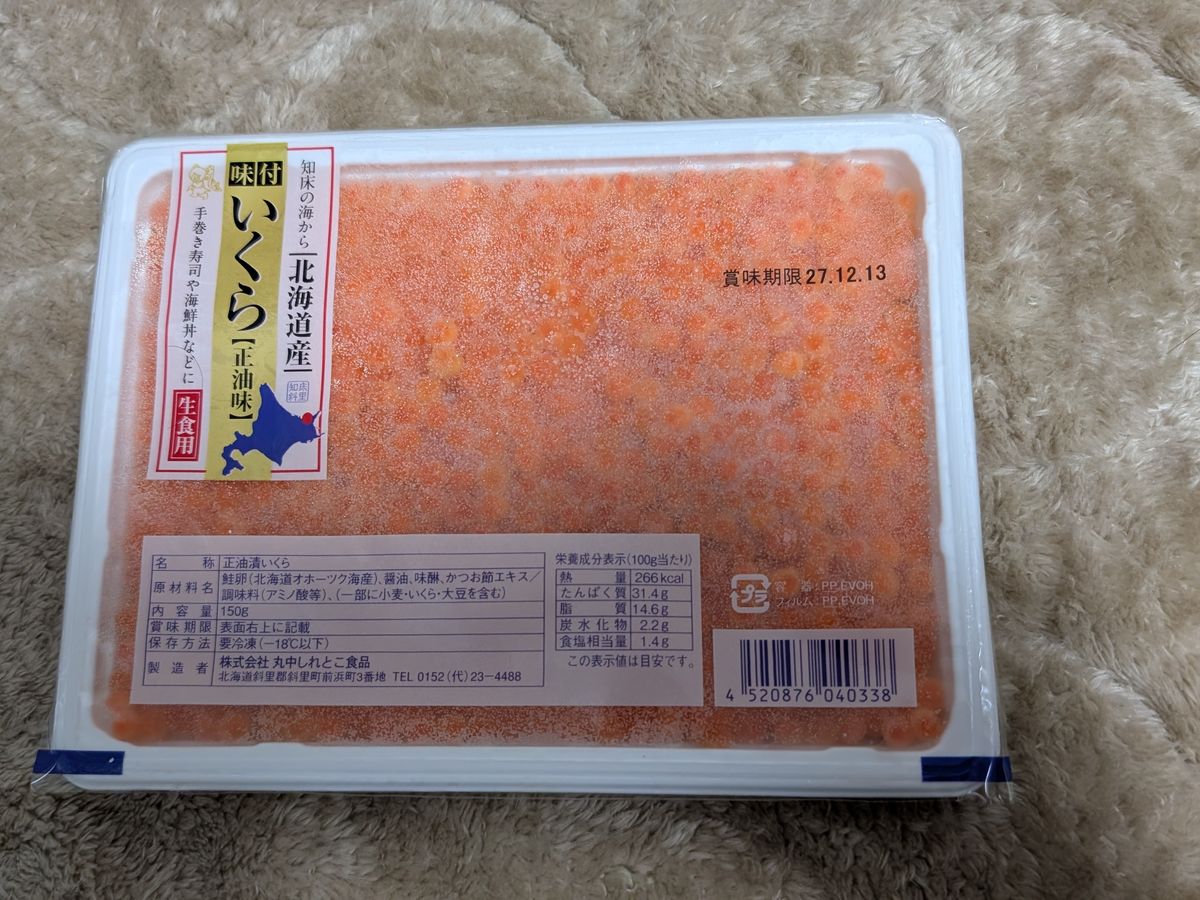 知床の海から
北海道産
知床
斜里
味付
いくら【正油味】
手巻き寿司や海鮮丼などに
生食用
賞味期限27.12.13
名称 正油漬いくら
原材料名 鮭卵(北海道オホーツク海産)、醤油、味醂、かつお節エキス/
調味料(アミノ酸等)、(一部に小麦・いくら・大豆を含む)
内容量 150g
賞味期限 表面右上に記載
保存方法 要冷凍(-18℃以下)
製造者 株式会社 丸中しれとこ食品
北海道斜里郡斜里町前浜町3番地 TEL 0152(代)23-4488
栄養成分表示(100g当たり)
熱量 266kcal
たんぱく質 31.4g
脂質 14.6g
炭水化物 2.2g
食塩相当量 1.4g
この表示値は目安です。
プラ
容器:PP.EVOH
フィルム:PP.EVOH
4 520876 040338